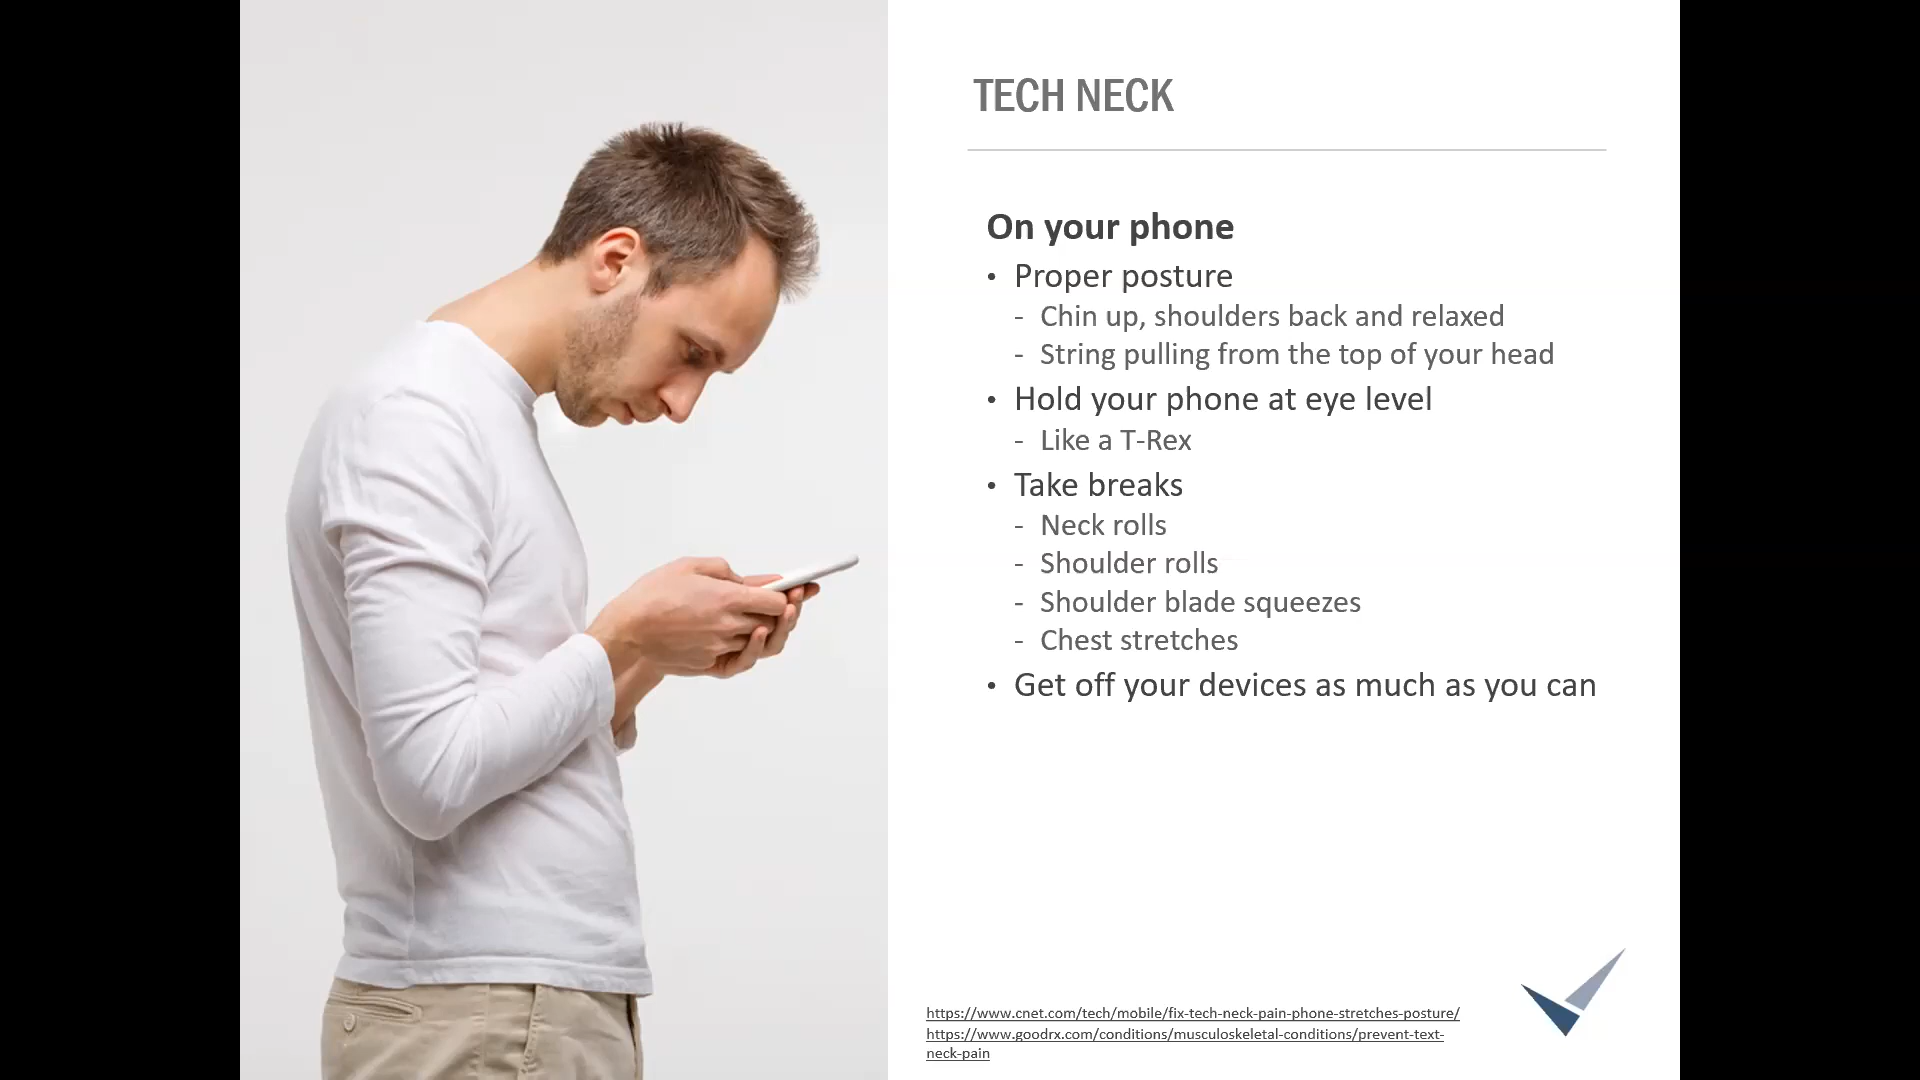 TECH NECK
On your phone
• Proper posture
- Chin up, shoulders back and relaxed
- String pulling from the top of your head
• Hold your phone at eye level
- Like a T-Rex
• Take breaks
- Neck rolls
- Shoulder rolls
- Shoulder blade squeezes
- Chest stretches
• Get off your devices as much as you can
https://www.cnet.com/tech/mobile/fix-tech-neck-pain-phone-stretches-posture/
https://www.goodrx.com/conditions/musculoskeletal-conditions/prevent-text-
neck-pain